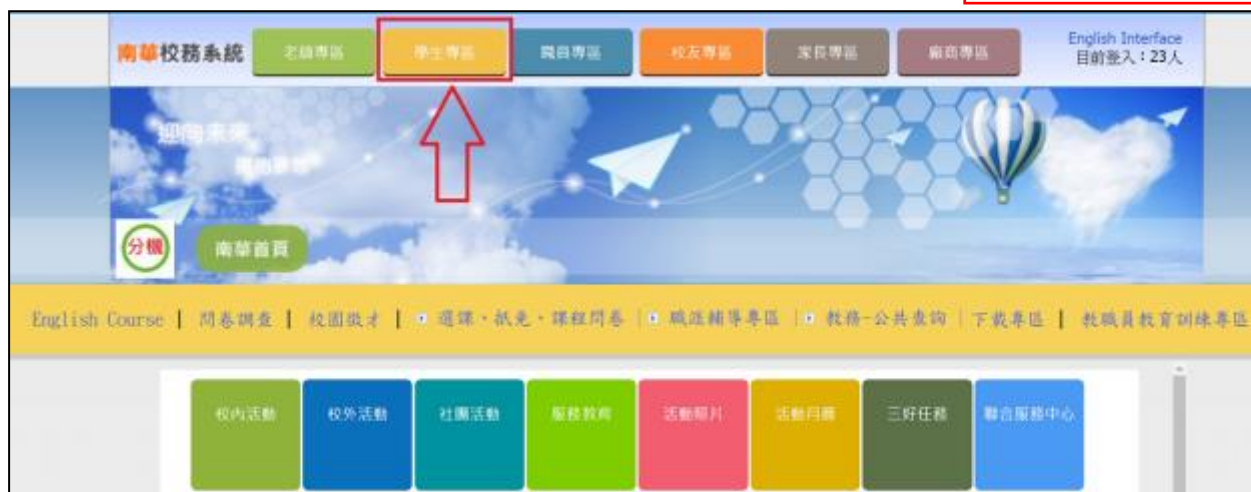 南華校務系統 老師專區 學生專區 職員專區 校友專區 家長專區 廠商專區 English Interface
目前登入：23人
迎向未來
分機 南華首頁
English Course | 問卷調查 | 校園徵才 | 選課、抵免、課程問卷 | 職涯輔導專區 | 教務-公共查詢 | 下載專區 | 教職員教育訓練專區
校內活動 校外活動 社團活動 服務教育 活動照片 活動月曆 三好任務 聯合服務中心